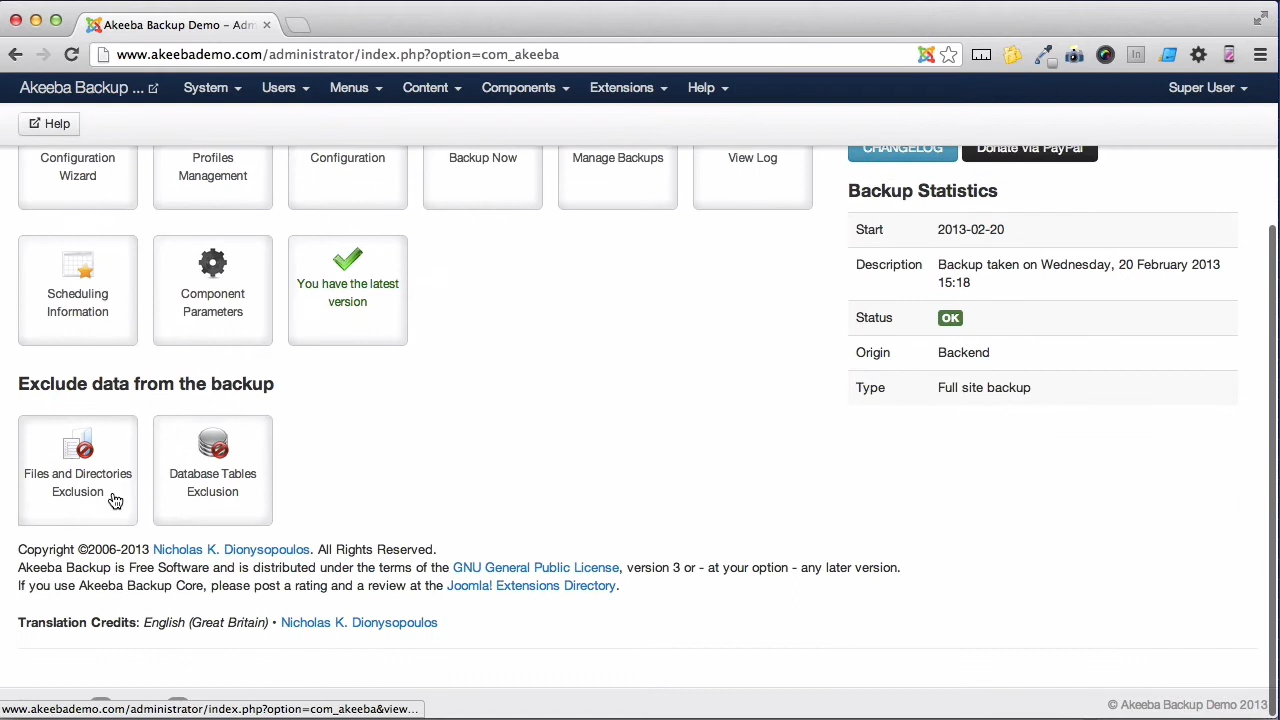 Akeeba Backup Demo – Adm
www.akeebademo.com/administrator/index.php?option=com_akeeba
Akeeba Backup ... System Users Menus Content Components Extensions Help Super User
Help
Configuration Wizard
Profiles Management
Configuration
Backup Now
Manage Backups
View Log
CHANGELOG
Donate via PayPal
Scheduling Information
Component Parameters
You have the latest version
Backup Statistics
Start 2013-02-20
Description Backup taken on Wednesday, 20 February 2013 15:18
Status OK
Origin Backend
Type Full site backup
Exclude data from the backup
Files and Directories Exclusion
Database Tables Exclusion
Copyright ©2006-2013 Nicholas K. Dionysopoulos. All Rights Reserved.
Akeeba Backup is Free Software and is distributed under the terms of the GNU General Public License, version 3 or - at your option - any later version.
If you use Akeeba Backup Core, please post a rating and a review at the Joomla! Extensions Directory.
Translation Credits: English (Great Britain) • Nicholas K. Dionysopoulos
www.akeebademo.com/administrator/index.php?option=com_akeeba&view...
© Akeeba Backup Demo 2013